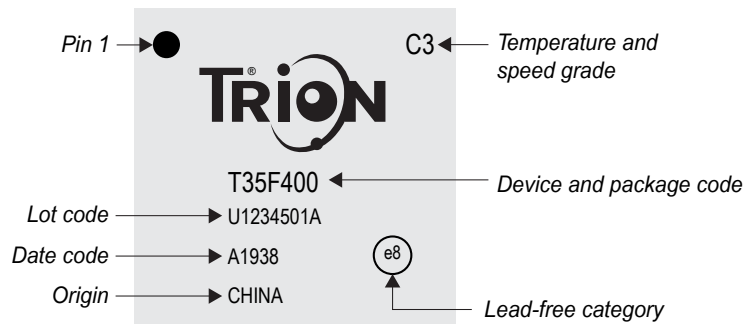 Pin 1
C3
Temperature and
speed grade
TRION®
T35F400
Device and package code
Lot code
U1234501A
Date code
A1938
e8
Origin
CHINA
Lead-free category